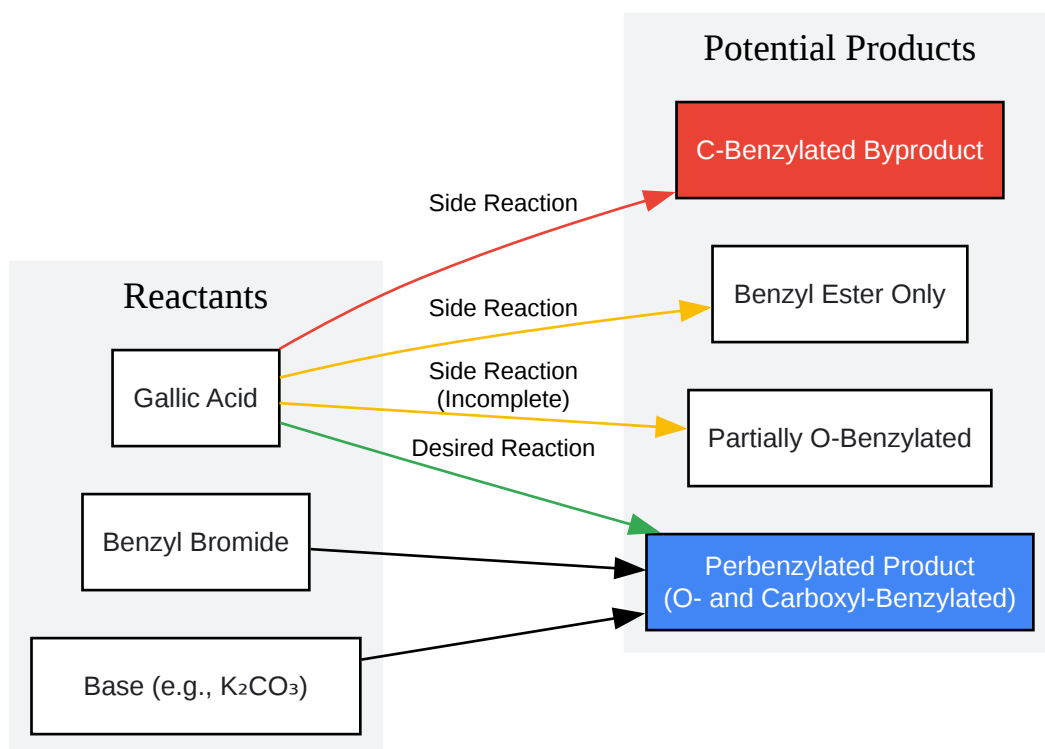 Potential Products
C-Benzylated Byproduct
Side Reaction
Reactants
Benzyl Ester Only
Side Reaction
Gallic Acid
Side Reaction
(Incomplete)
Partially O-Benzylated
Desired Reaction
Benzyl Bromide
Perbenzylated Product
(O- and Carboxyl-Benzylated)
Base (e.g., K₂CO₃)